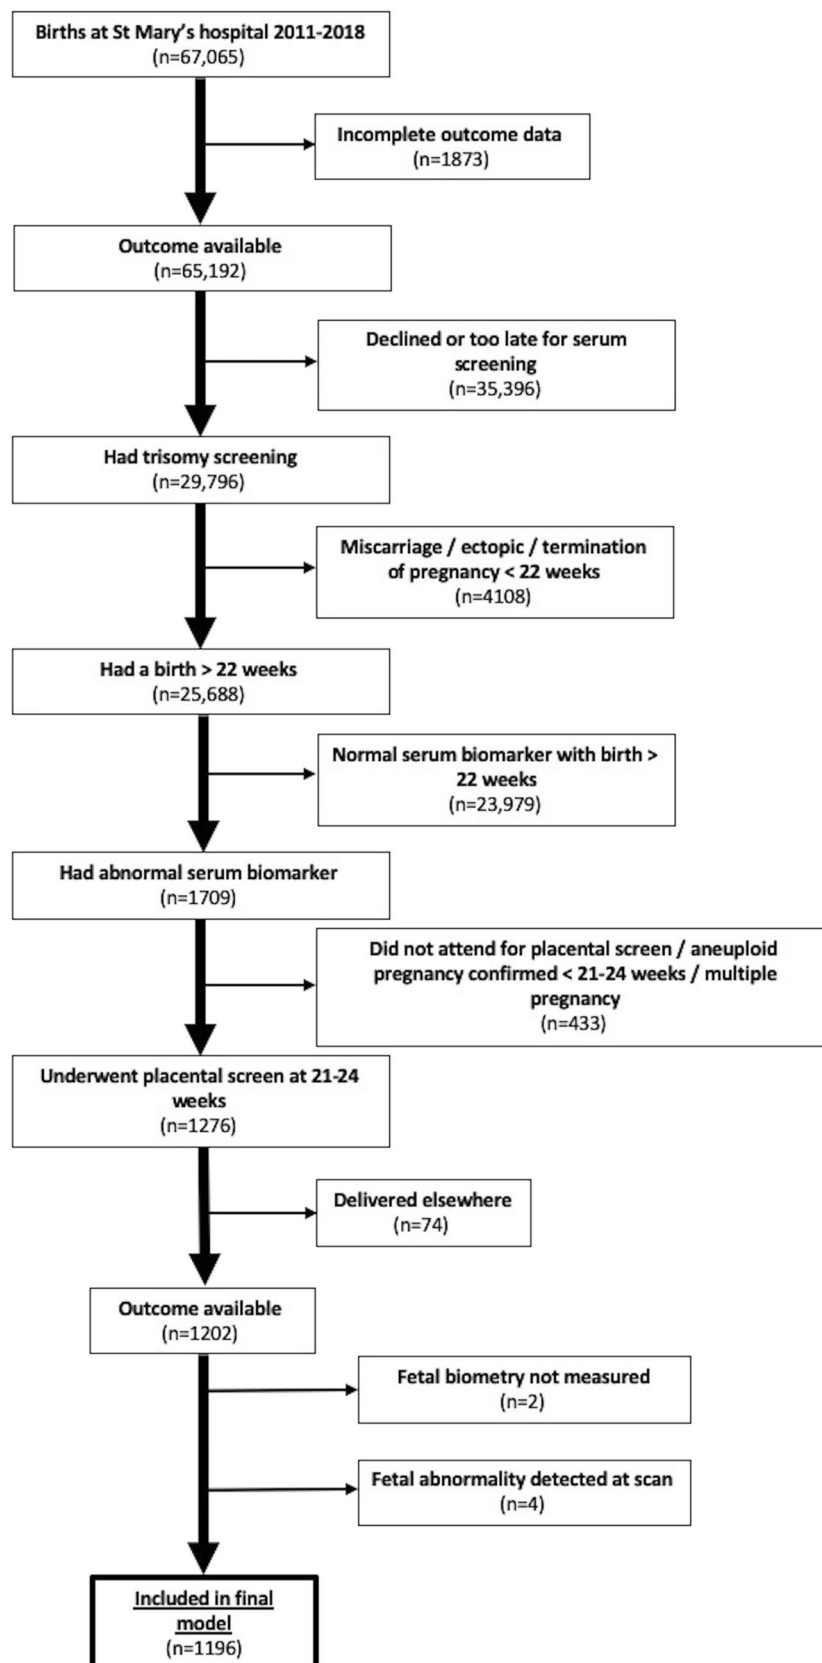 Births at St Mary’s hospital 2011-2018
(n=67,065)
Incomplete outcome data
(n=1873)
Outcome available
(n=65,192)
Declined or too late for serum
screening
(n=35,396)
Had trisomy screening
(n=29,796)
Miscarriage / ectopic / termination
of pregnancy < 22 weeks
(n=4108)
Had a birth > 22 weeks
(n=25,688)
Normal serum biomarker with birth >
22 weeks
(n=23,979)
Had abnormal serum biomarker
(n=1709)
Did not attend for placental screen / aneuploid
pregnancy confirmed < 21-24 weeks / multiple
pregnancy
(n=433)
Underwent placental screen at 21-24
weeks
(n=1276)
Delivered elsewhere
(n=74)
Outcome available
(n=1202)
Fetal biometry not measured
(n=2)
Fetal abnormality detected at scan
(n=4)
Included in final
model
(n=1196)